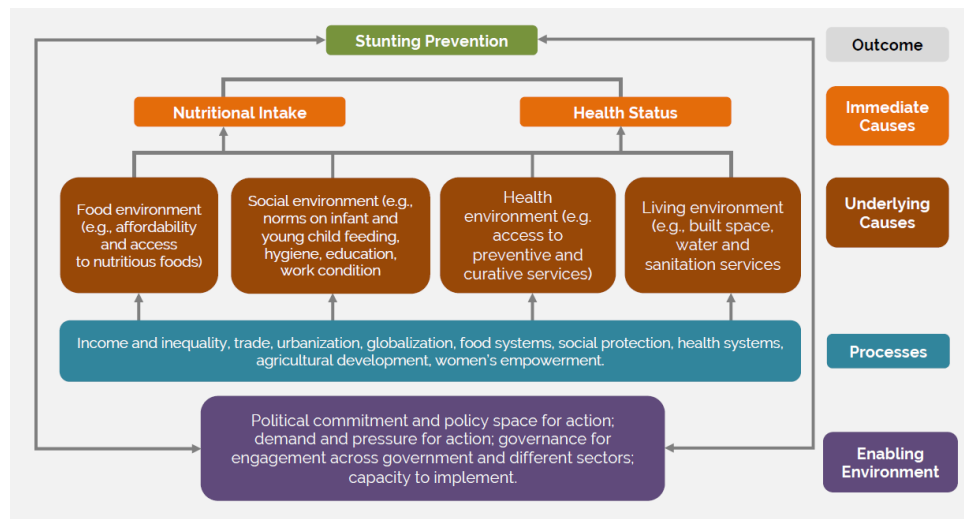 Stunting Prevention
Outcome
Nutritional Intake
Health Status
Immediate
Causes
Food environment
(e.g., affordability
and access
to nutritious foods)
Social environment (e.g.,
norms on infant and
young child feeding,
hygiene, education,
work condition
Health
environment (e.g.
access to
preventive and
curative services)
Living environment
(e.g., built space,
water and
sanitation services
Underlying
Causes
Income and inequality, trade, urbanization, globalization, food systems, social protection, health systems,
agricultural development, women's empowerment.
Processes
Political commitment and policy space for action;
demand and pressure for action; governance for
engagement across government and different sectors;
capacity to implement.
Enabling
Environment